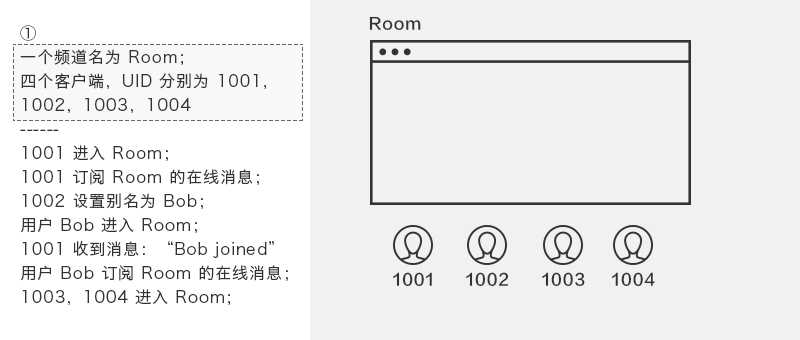 ①
一个频道名为 Room；
四个客户端，UID 分别为 1001，
1002，1003，1004
------
1001 进入 Room；
1001 订阅 Room 的在线消息；
1002 设置别名为 Bob；
用户 Bob 进入 Room；
1001 收到消息：“Bob joined”
用户 Bob 订阅 Room 的在线消息；
1003，1004 进入 Room；
Room
1001 1002 1003 1004